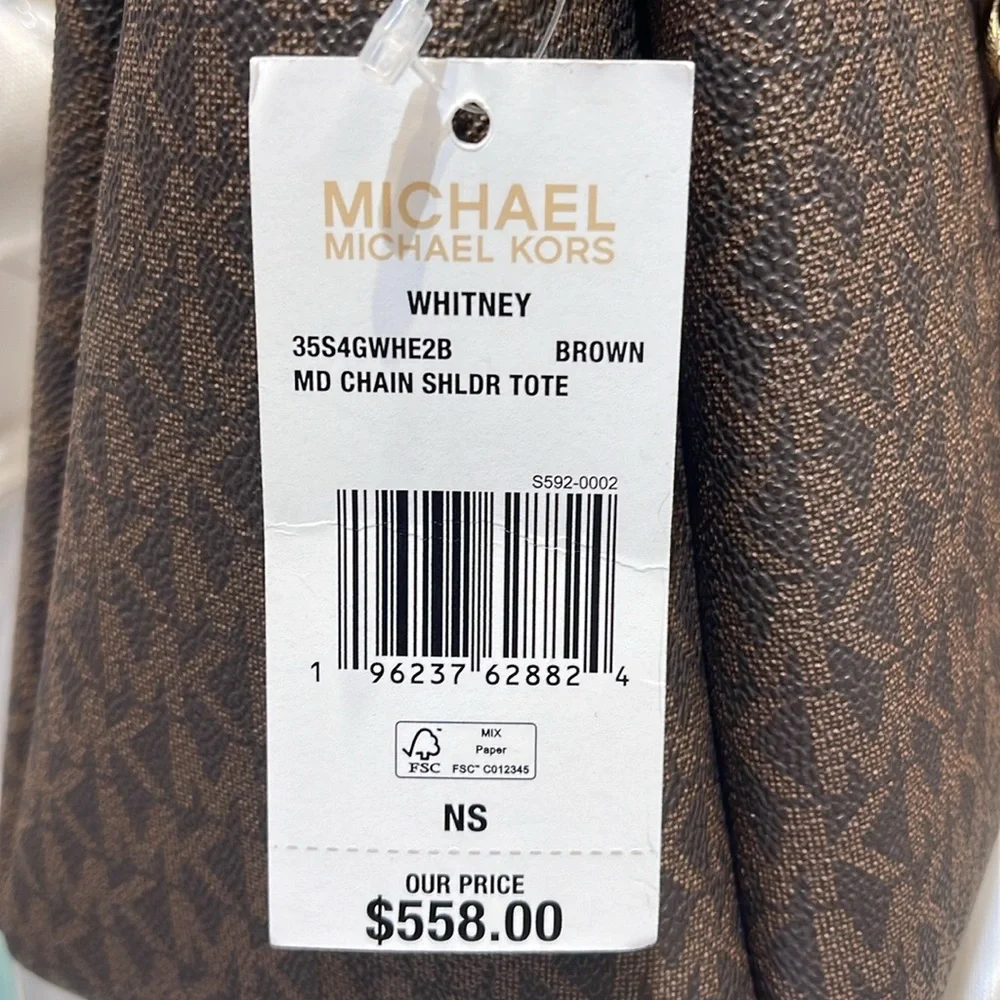 MICHAEL
MICHAEL KORS
WHITNEY
35S4GWHE2B BROWN
MD CHAIN SHLDR TOTE
S592-0002
1 96237 62882 4
MIX
Paper
FSC FSC™ C012345
NS
OUR PRICE
$558.00